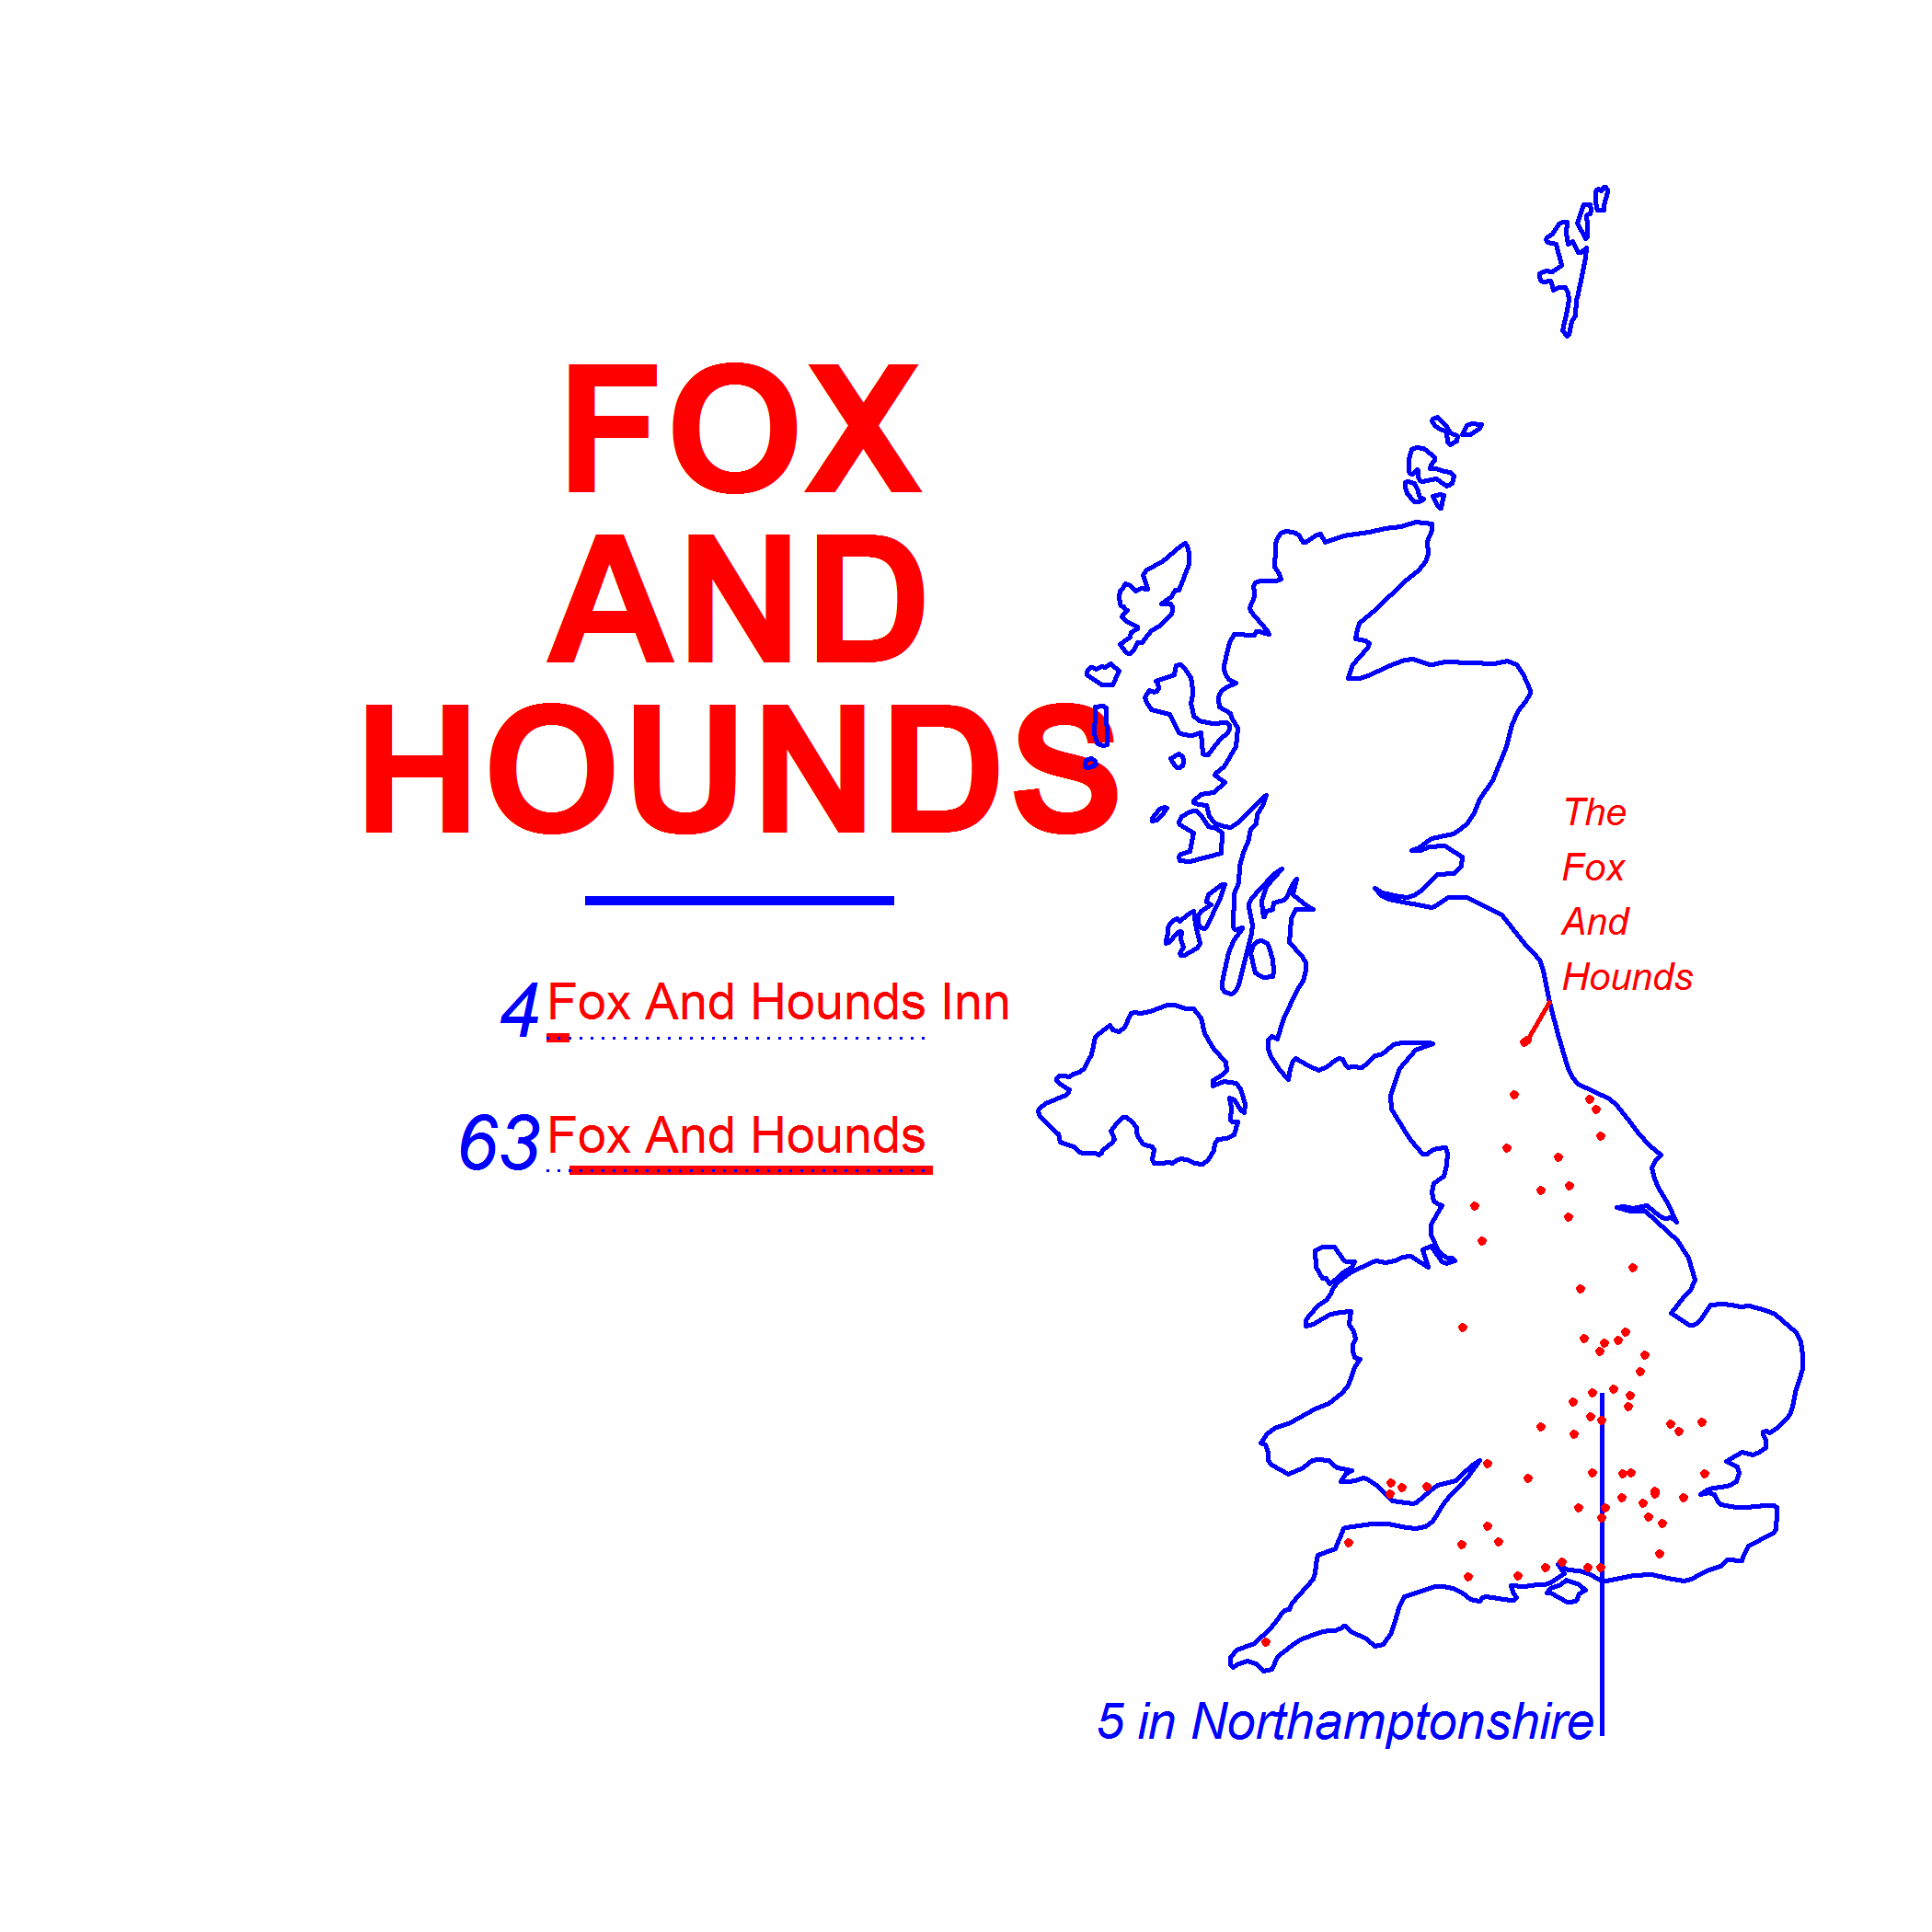 FOX
AND
HOUNDS
4 Fox And Hounds Inn
63 Fox And Hounds
The
Fox
And
Hounds
5 in Northamptonshire